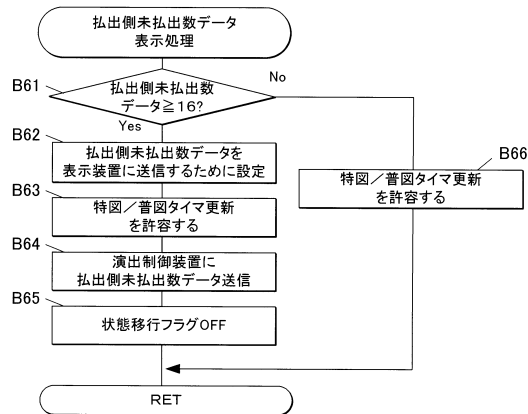 払出側未払出数データ
表示処理
B61
払出側未払出数
データ≧16?
No
Yes
B62
払出側未払出数データを
表示装置に送信するために設定
B63
特図／普図タイマ更新
を許容する
B64
演出制御装置に
払出側未払出数データ送信
B65
状態移行フラグOFF
B66
特図／普図タイマ更新
を許容する
RET